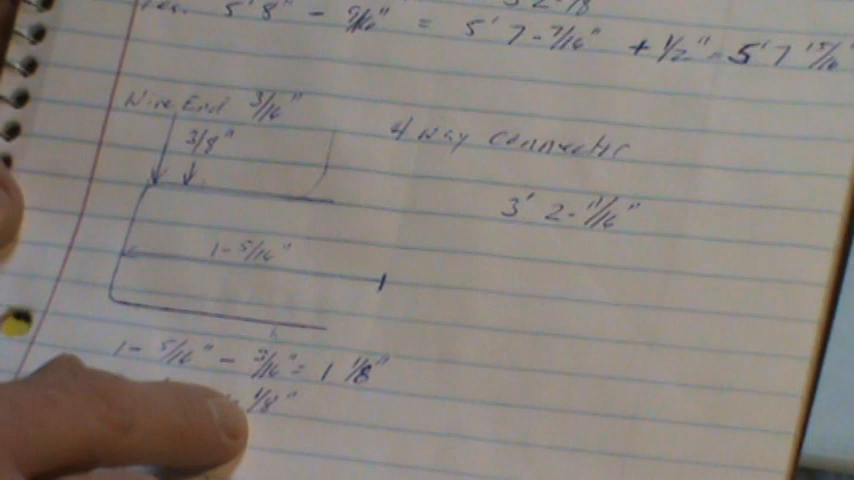 5' 8" - 9/16" = 5' 7-7/16" + 1/2" = 5' 7 15/16"
Wire End 3/16"
3/8"
4 way connector
3' 2-11/16"
1-5/16"
1-5/16" - 3/16" = 1 1/8"
1/8"